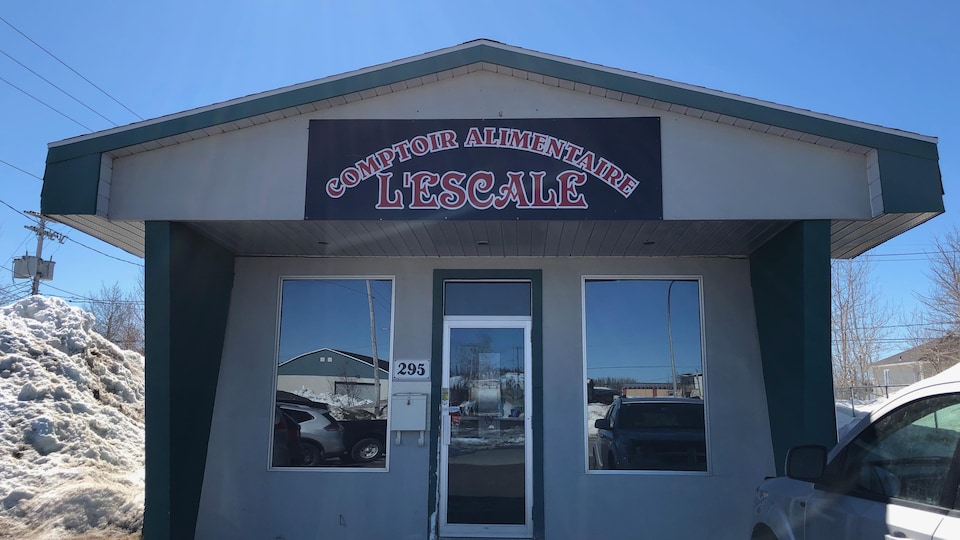 COMPTOIR ALIMENTAIRE
L'ESCALE
295